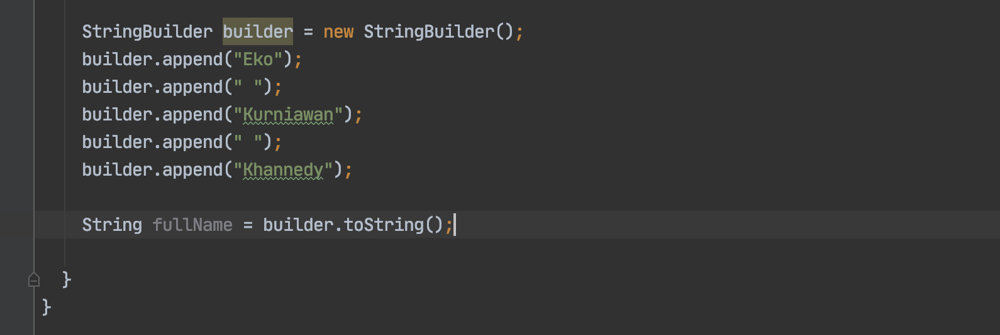 StringBuilder builder = new StringBuilder();
builder.append("Eko");
builder.append(" ");
builder.append("Kurniawan");
builder.append(" ");
builder.append("Khannedy");
String fullName = builder.toString();
}
}